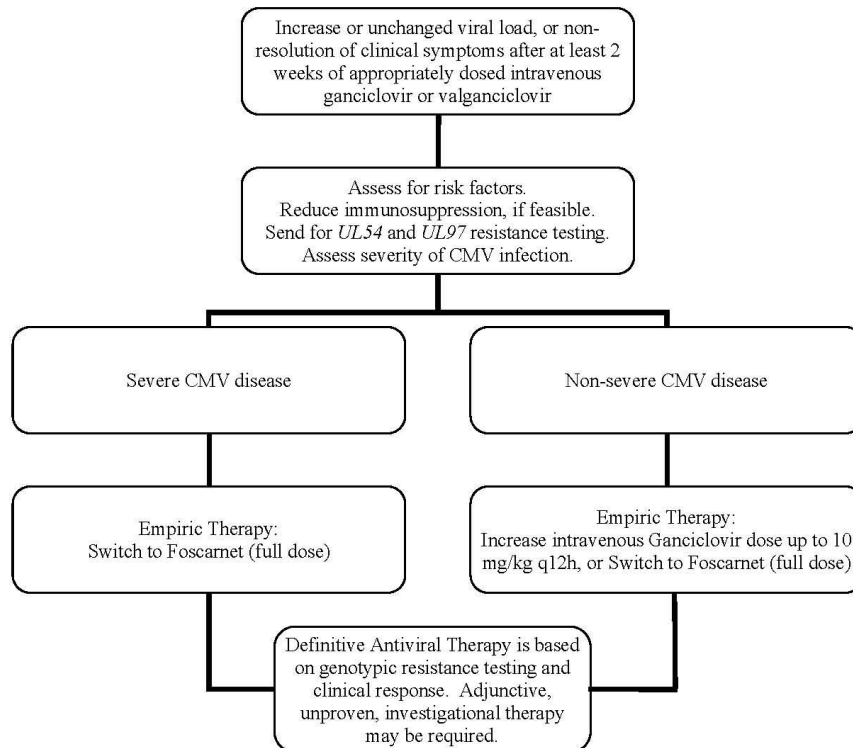 Increase or unchanged viral load, or non-
resolution of clinical symptoms after at least 2
weeks of appropriately dosed intravenous
ganciclovir or valganciclovir
Assess for risk factors.
Reduce immunosuppression, if feasible.
Send for UL54 and UL97 resistance testing.
Assess severity of CMV infection.
Severe CMV disease
Non-severe CMV disease
Empiric Therapy:
Switch to Foscarnet (full dose)
Empiric Therapy:
Increase intravenous Ganciclovir dose up to 10
mg/kg q12h, or Switch to Foscarnet (full dose)
Definitive Antiviral Therapy is based
on genotypic resistance testing and
clinical response.  Adjunctive,
unproven, investigational therapy
may be required.